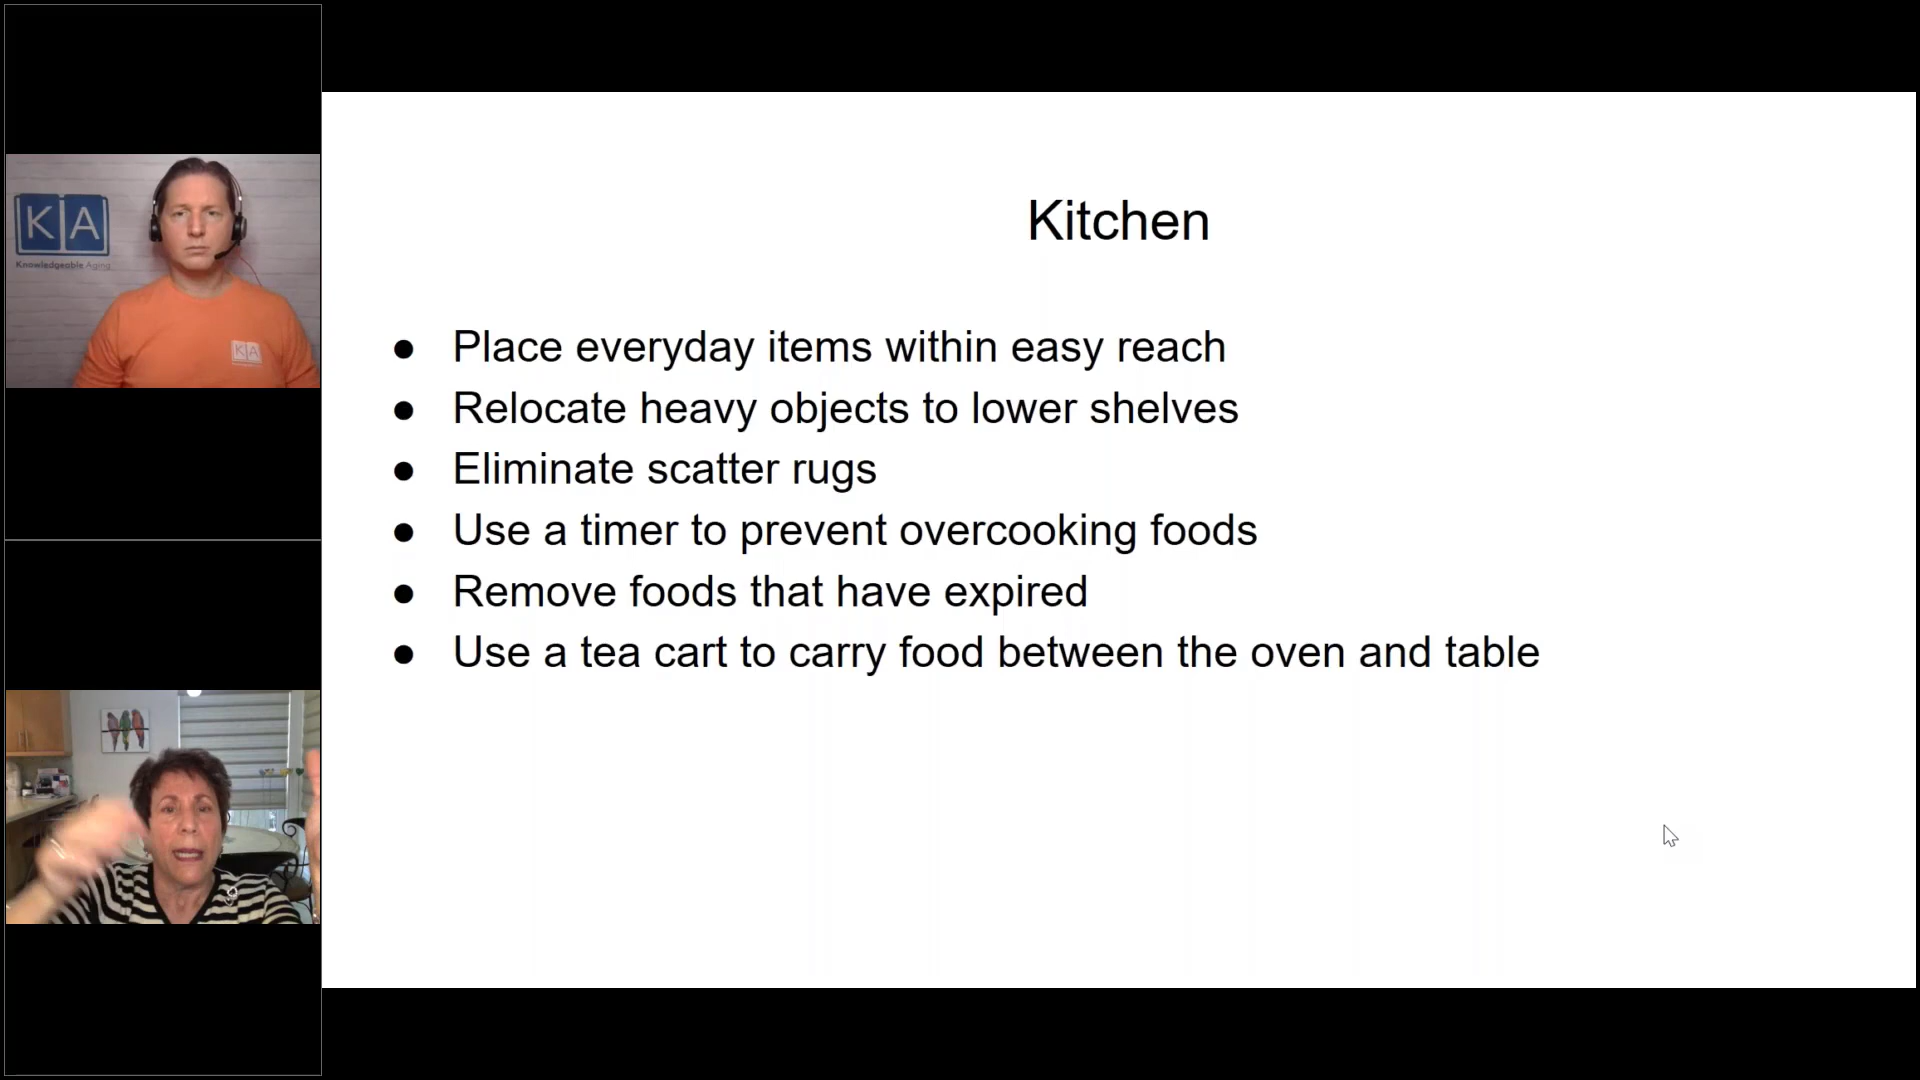 K A
Knowledgeable Aging
KA
Kitchen
● Place everyday items within easy reach
● Relocate heavy objects to lower shelves
● Eliminate scatter rugs
● Use a timer to prevent overcooking foods
● Remove foods that have expired
● Use a tea cart to carry food between the oven and table